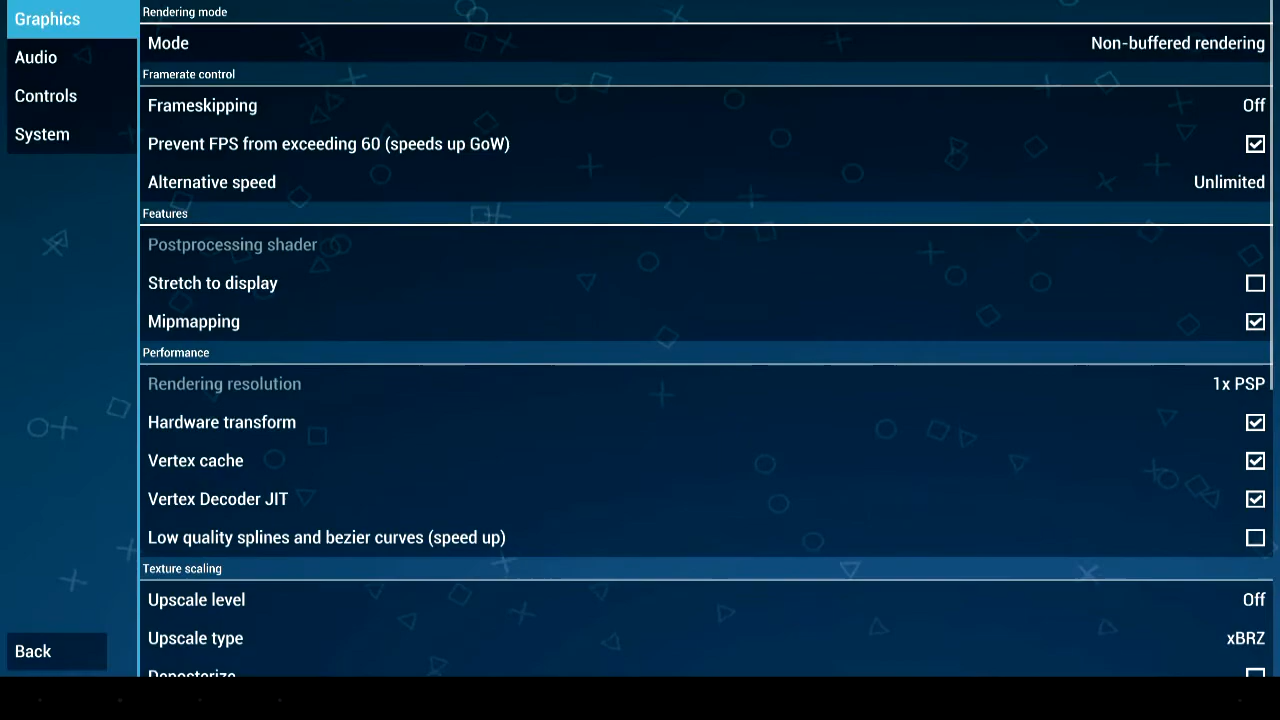 Graphics
Audio
Controls
System
Back
Rendering mode
Mode Non-buffered rendering
Framerate control
Frameskipping Off
Prevent FPS from exceeding 60 (speeds up GoW)
Alternative speed Unlimited
Features
Postprocessing shader
Stretch to display
Mipmapping
Performance
Rendering resolution 1x PSP
Hardware transform
Vertex cache
Vertex Decoder JIT
Low quality splines and bezier curves (speed up)
Texture scaling
Upscale level Off
Upscale type xBRZ
Deposterize